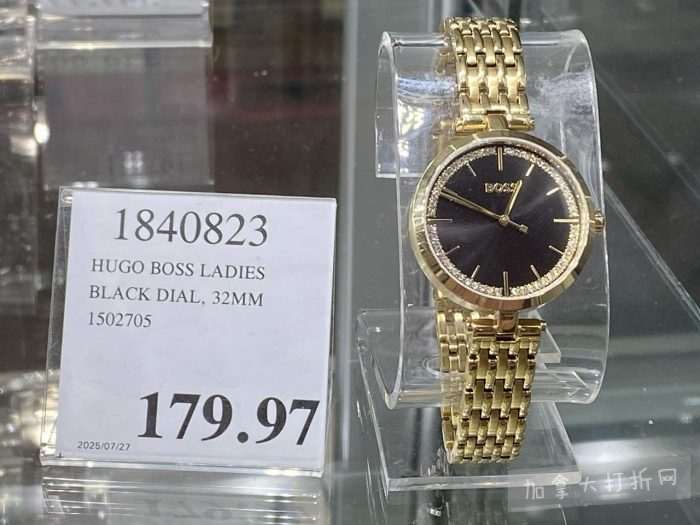 1840823
HUGO BOSS LADIES
BLACK DIAL, 32MM
1502705
179.97
2025/07/27
BOSS
加拿大打折网